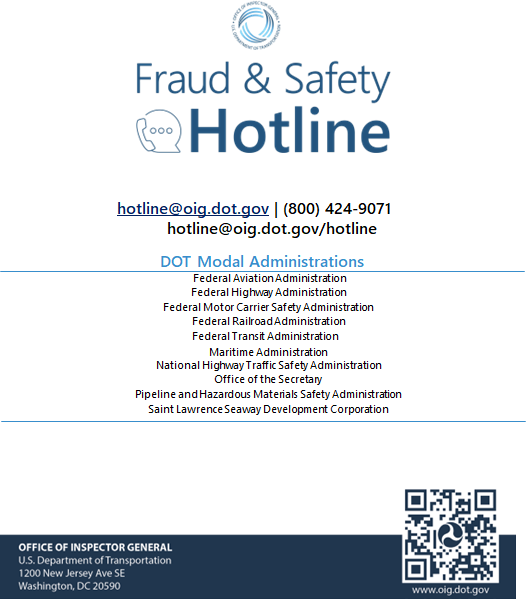 OFFICE OF INSPECTOR GENERAL
U.S. DEPARTMENT OF TRANSPORTATION
Fraud & Safety
Hotline
hotline@oig.dot.gov | (800) 424-9071
hotline@oig.dot.gov/hotline
DOT Modal Administrations
Federal Aviation Administration
Federal Highway Administration
Federal Motor Carrier Safety Administration
Federal Railroad Administration
Federal Transit Administration
Maritime Administration
National Highway Traffic Safety Administration
Office of the Secretary
Pipeline and Hazardous Materials Safety Administration
Saint Lawrence Seaway Development Corporation
OFFICE OF INSPECTOR GENERAL
U.S. Department of Transportation
1200 New Jersey Ave SE
Washington, DC 20590
www.oig.dot.gov